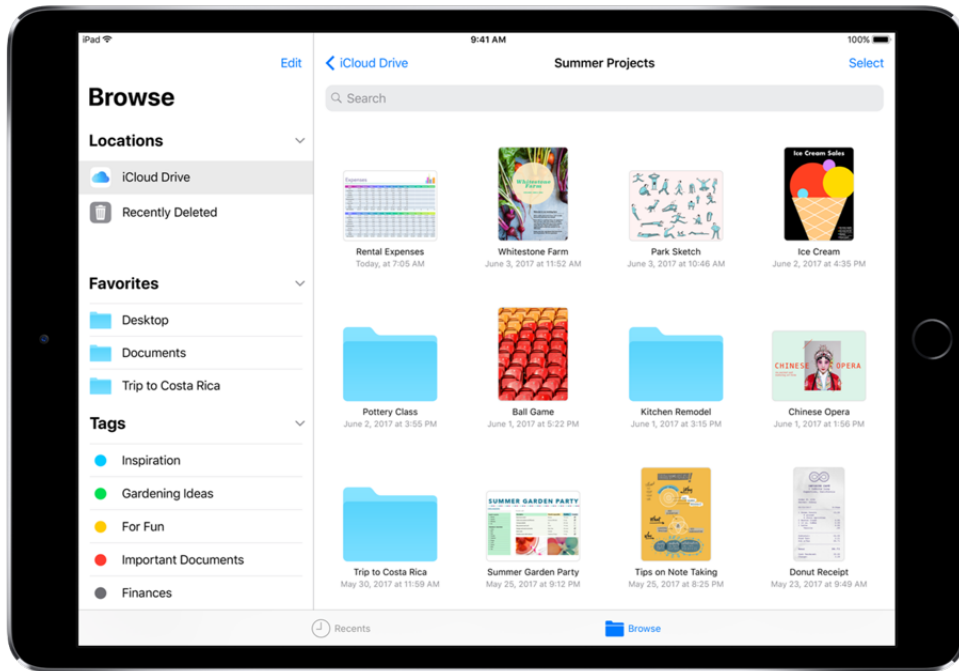 iPad
9:41 AM
100%
Edit
Browse
Locations
iCloud Drive
Recently Deleted
Favorites
Desktop
Documents
Trip to Costa Rica
Tags
Inspiration
Gardening Ideas
For Fun
Important Documents
Finances
iCloud Drive
Summer Projects
Select
Search
Expenses
Whitestone
Farm
Ice Cream Sales
Rental Expenses
Today, at 7:05 AM
Whitestone Farm
June 3, 2017 at 11:52 AM
Park Sketch
June 3, 2017 at 10:46 AM
Ice Cream
June 2, 2017 at 4:35 PM
CHINESE OPERA
Pottery Class
June 2, 2017 at 3:55 PM
Ball Game
June 1, 2017 at 5:22 PM
Kitchen Remodel
June 1, 2017 at 3:15 PM
Chinese Opera
June 1, 2017 at 1:56 PM
SUMMER GARDEN PARTY
Trip to Costa Rica
May 30, 2017 at 11:59 AM
Summer Garden Party
May 25, 2017 at 9:12 PM
Tips on Note Taking
May 25, 2017 at 8:25 PM
Donut Receipt
May 23, 2017 at 9:49 AM
Recents
Browse